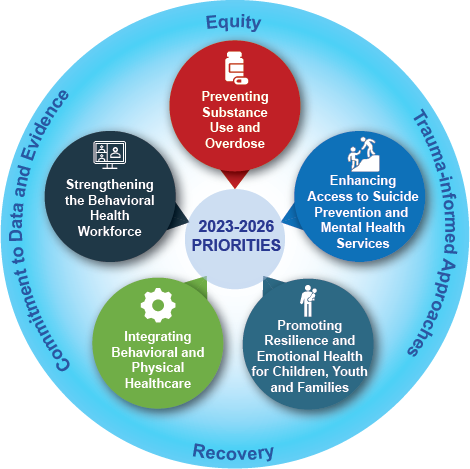 Equity
Preventing
Substance
Use and
Overdose
Commitment to Data and Evidence
Trauma-informed Approaches
Strengthening
the Behavioral
Health
Workforce
Enhancing
Access to Suicide
Prevention and
Mental Health
Services
2023-2026
PRIORITIES
Integrating
Behavioral and
Physical
Healthcare
Promoting
Resilience and
Emotional Health
for Children, Youth
and Families
Recovery